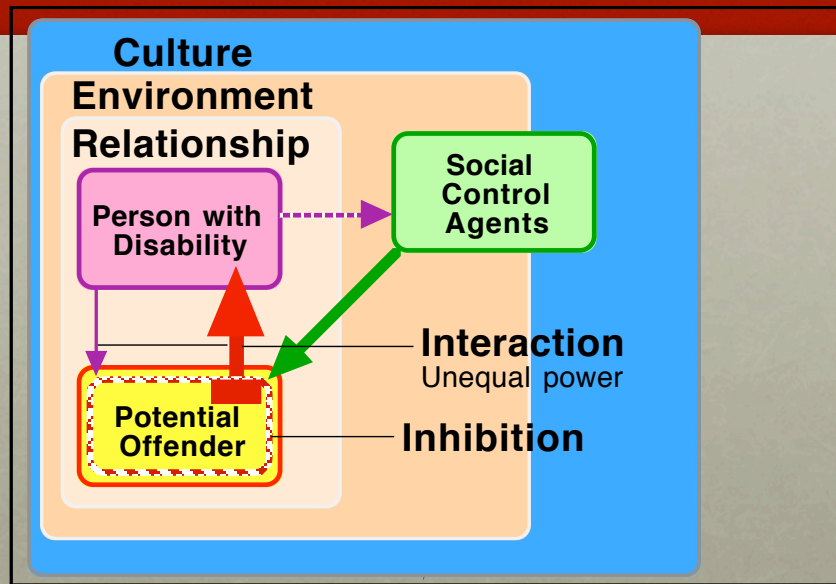 Culture
Environment
Relationship
Social
Control
Agents
Person with
Disability
Interaction
Unequal power
Potential
Offender
Inhibition